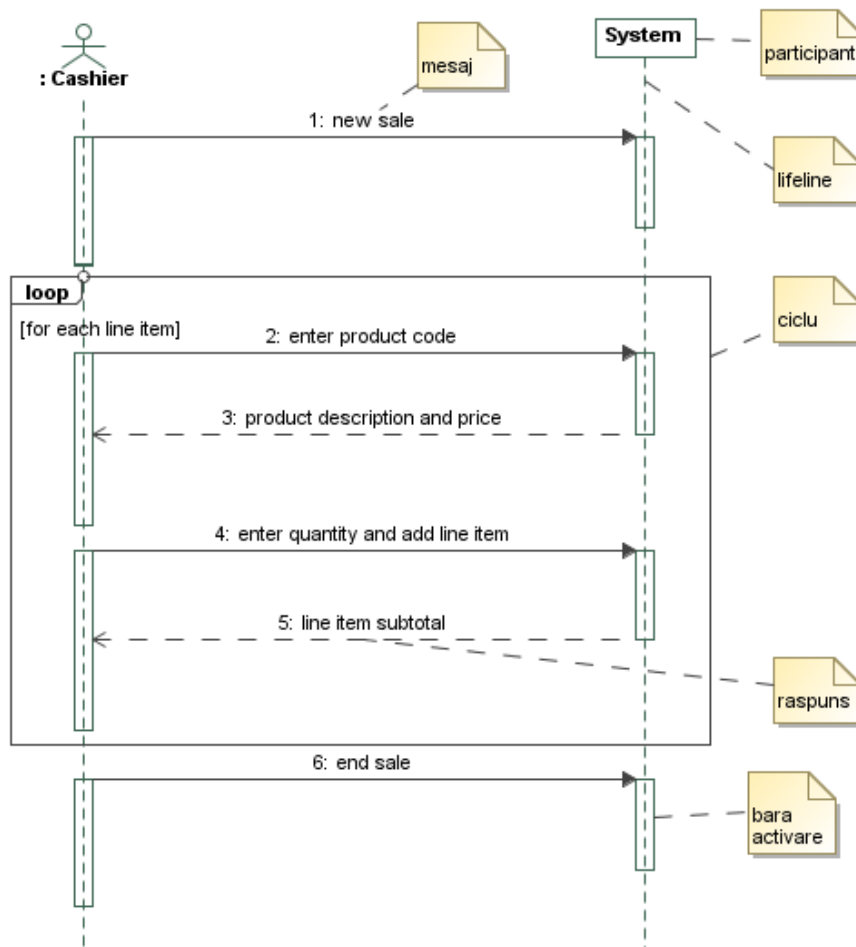 System
participant
mesaj
: Cashier
1: new sale
lifeline
loop
ciclu
[for each line item]
2: enter product code
3: product description and price
4: enter quantity and add line item
5: line item subtotal
raspuns
6: end sale
bara
activare